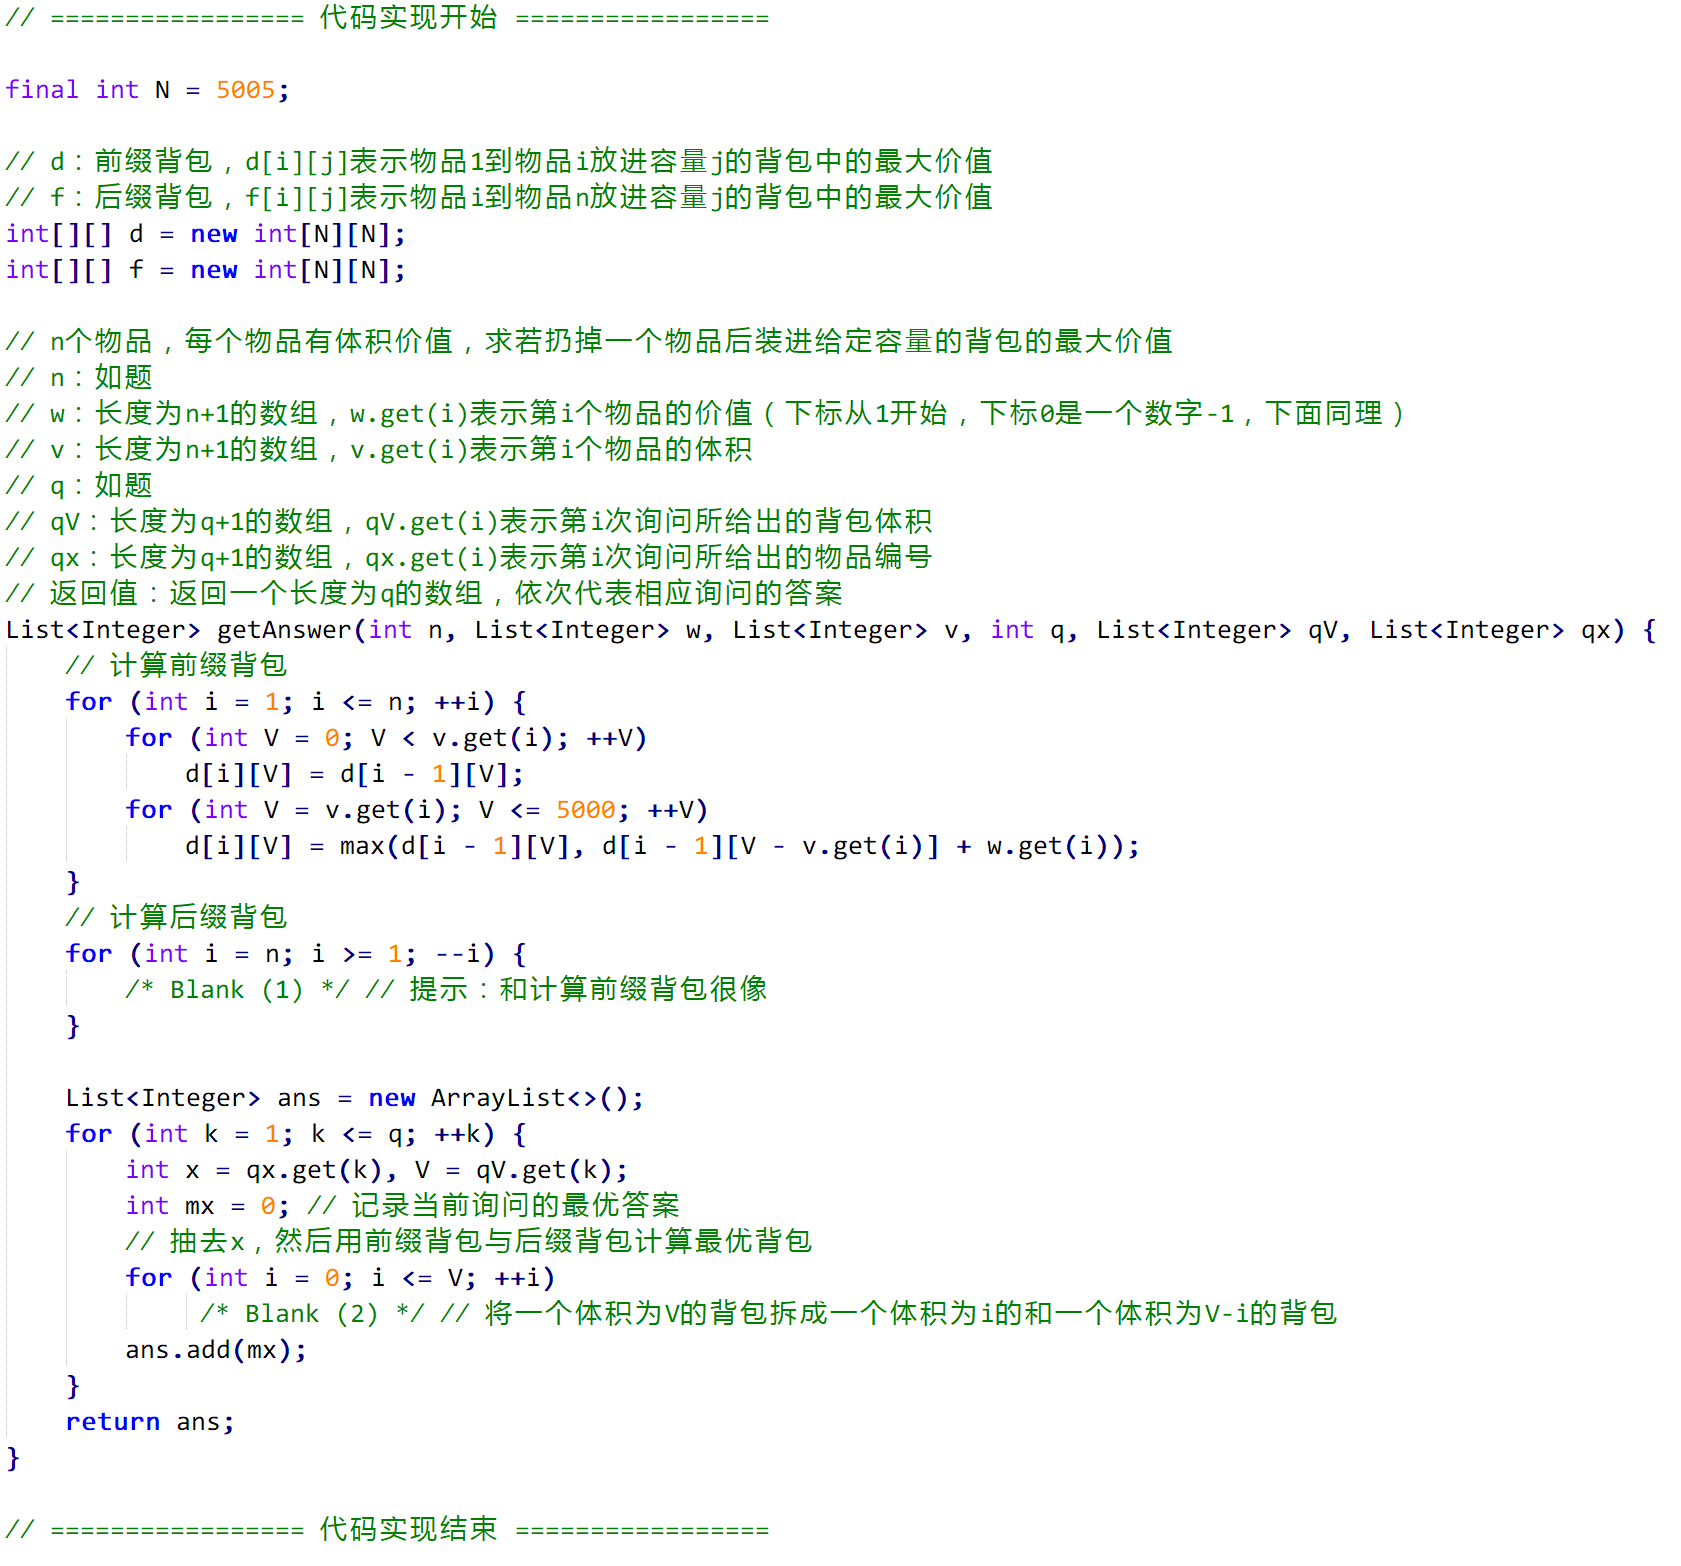 // ================= 代码实现开始 =================
final int N = 5005;
// d：前缀背包，d[i][j]表示物品1到物品i放进容量j的背包中的最大价值
// f：后缀背包，f[i][j]表示物品i到物品n放进容量j的背包中的最大价值
int[][] d = new int[N][N];
int[][] f = new int[N][N];
// n个物品，每个物品有体积价值，求若扔掉一个物品后装进给定容量的背包的最大价值
// n：如题
// w：长度为n+1的数组，w.get(i)表示第i个物品的价值（下标从1开始，下标0是一个数字-1，下面同理）
// v：长度为n+1的数组，v.get(i)表示第i个物品的体积
// q：如题
// qV：长度为q+1的数组，qV.get(i)表示第i次询问所给出的背包体积
// qx：长度为q+1的数组，qx.get(i)表示第i次询问所给出的物品编号
// 返回值：返回一个长度为q的数组，依次代表相应询问的答案
List<Integer> getAnswer(int n, List<Integer> w, List<Integer> v, int q, List<Integer> qV, List<Integer> qx) {
    // 计算前缀背包
    for (int i = 1; i <= n; ++i) {
        for (int V = 0; V < v.get(i); ++V)
            d[i][V] = d[i - 1][V];
        for (int V = v.get(i); V <= 5000; ++V)
            d[i][V] = max(d[i - 1][V], d[i - 1][V - v.get(i)] + w.get(i));
    }
    // 计算后缀背包
    for (int i = n; i >= 1; --i) {
        /* Blank (1) */ // 提示：和计算前缀背包很像
    }
    List<Integer> ans = new ArrayList<>();
    for (int k = 1; k <= q; ++k) {
        int x = qx.get(k), V = qV.get(k);
        int mx = 0; // 记录当前询问的最优答案
        // 抽去x，然后用前缀背包与后缀背包计算最优背包
        for (int i = 0; i <= V; ++i)
             /* Blank (2) */ // 将一个体积为V的背包拆成一个体积为i的和一个体积为V-i的背包
        ans.add(mx);
    }
    return ans;
}
// ================= 代码实现结束 =================